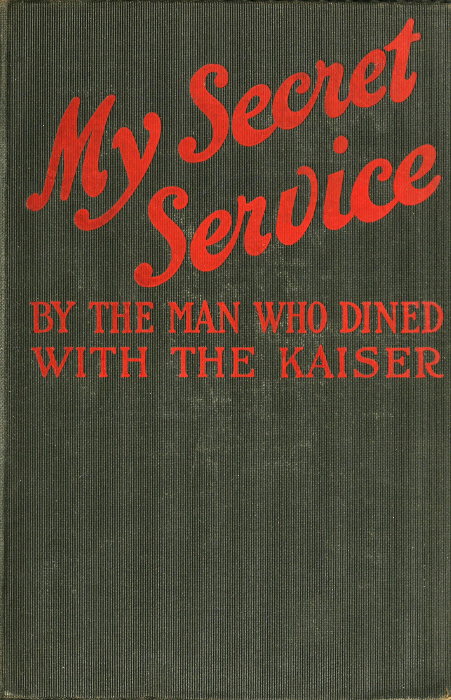 My Secret
Service
BY THE MAN WHO DINED
WITH THE KAISER